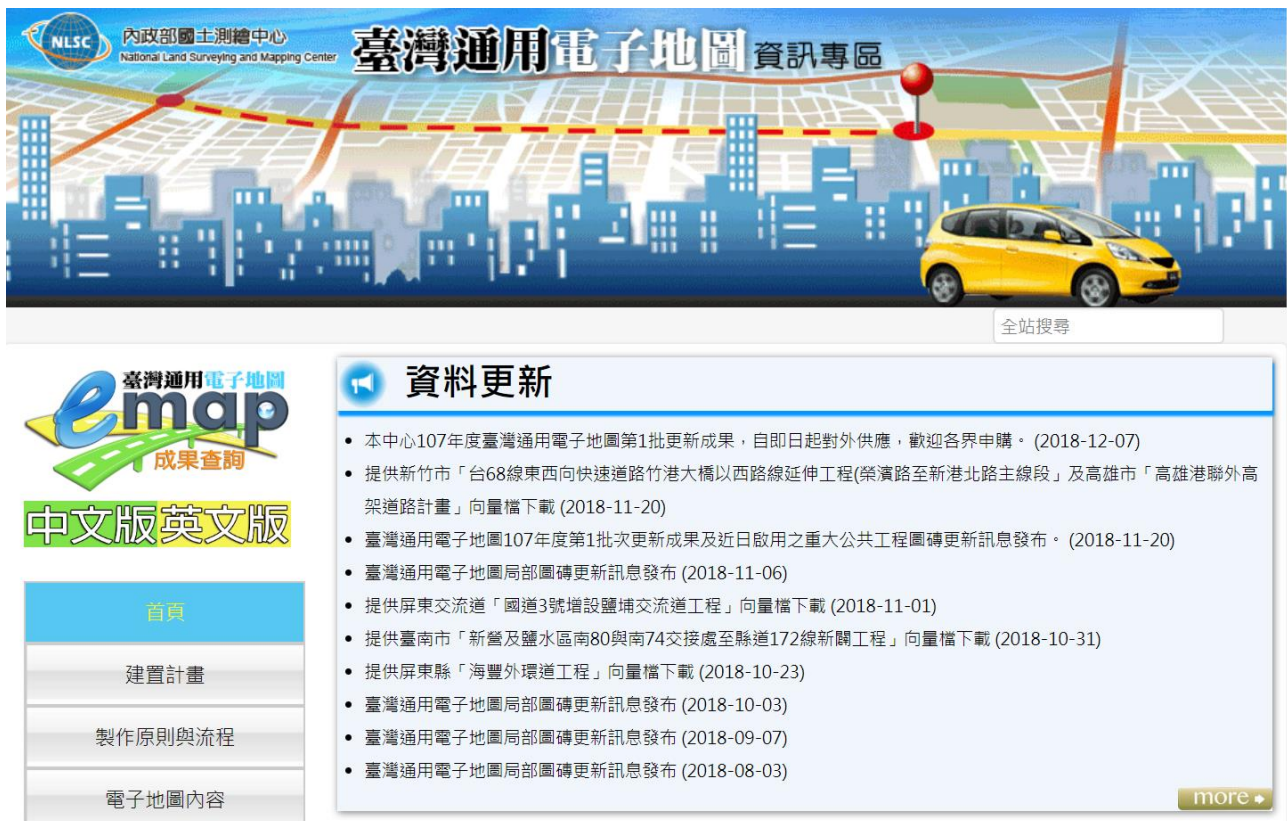 NLSC
內政部國土測繪中心
National Land Surveying and Mapping Center
臺灣通用電子地圖 資訊專區
全站搜尋
臺灣通用電子地圖
emap
成果查詢
中文版 英文版
首頁
建置計畫
製作原則與流程
電子地圖內容
資料更新
本中心107年度臺灣通用電子地圖第1批更新成果，自即日起對外供應，歡迎各界申購。 (2018-12-07)
提供新竹市「台68線東西向快速道路竹港大橋以西路線延伸工程(榮濱路至新港北路主線段」及高雄市「高雄港聯外高
架道路計畫」向量檔下載 (2018-11-20)
臺灣通用電子地圖107年度第1批次更新成果及近日啟用之重大公共工程圖磚更新訊息發布。 (2018-11-20)
臺灣通用電子地圖局部圖磚更新訊息發布 (2018-11-06)
提供屏東交流道「國道3號增設鹽埔交流道工程」向量檔下載 (2018-11-01)
提供臺南市「新營及鹽水區南80與南74交接處至縣道172線新闢工程」向量檔下載 (2018-10-31)
提供屏東縣「海豐外環道工程」向量檔下載 (2018-10-23)
臺灣通用電子地圖局部圖磚更新訊息發布 (2018-10-03)
臺灣通用電子地圖局部圖磚更新訊息發布 (2018-09-07)
臺灣通用電子地圖局部圖磚更新訊息發布 (2018-08-03)
more